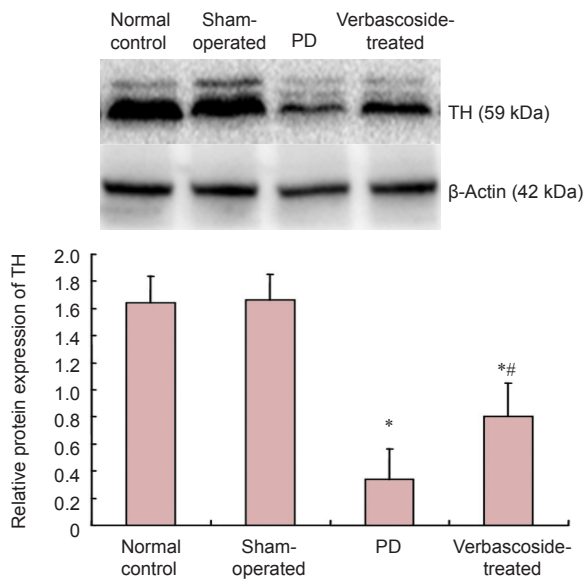 Normal control
Sham-operated
PD
Verbascoside-treated
TH (59 kDa)
β-Actin (42 kDa)
Relative protein expression of TH
2.0
1.8
1.6
1.4
1.2
1.0
0.8
0.6
0.4
0.2
0
*
*#
Normal control
Sham-operated
PD
Verbascoside-treated